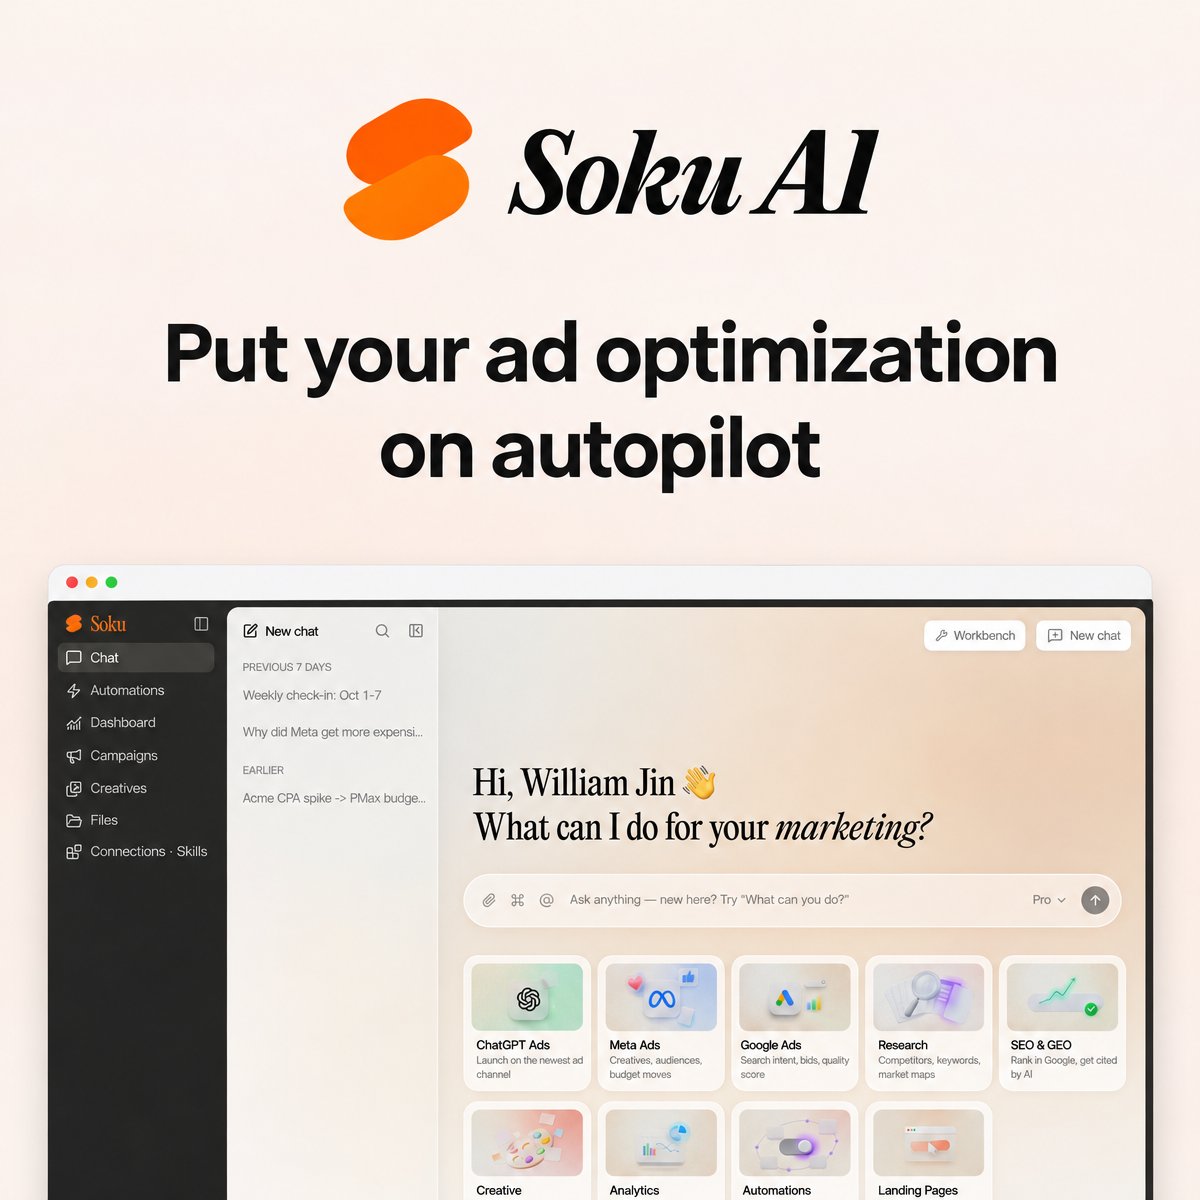 Soku AI
Put your ad optimization
on autopilot
Soku
Chat
Automations
Dashboard
Campaigns
Creatives
Files
Connections · Skills
New chat
PREVIOUS 7 DAYS
Weekly check-in: Oct 1-7
Why did Meta get more expensi...
EARLIER
Acme CPA spike -> PMax budge...
Workbench
New chat
Hi, William Jin 👋
What can I do for your marketing?
Ask anything — new here? Try “What can you do?”
Pro
ChatGPT Ads
Launch on the newest ad
channel
Meta Ads
Creatives, audiences,
budget moves
Google Ads
Search intent, bids, quality
score
Research
Competitors, keywords,
market maps
SEO & GEO
Rank in Google, get cited
by AI
Creative
Analytics
Automations
Landing Pages